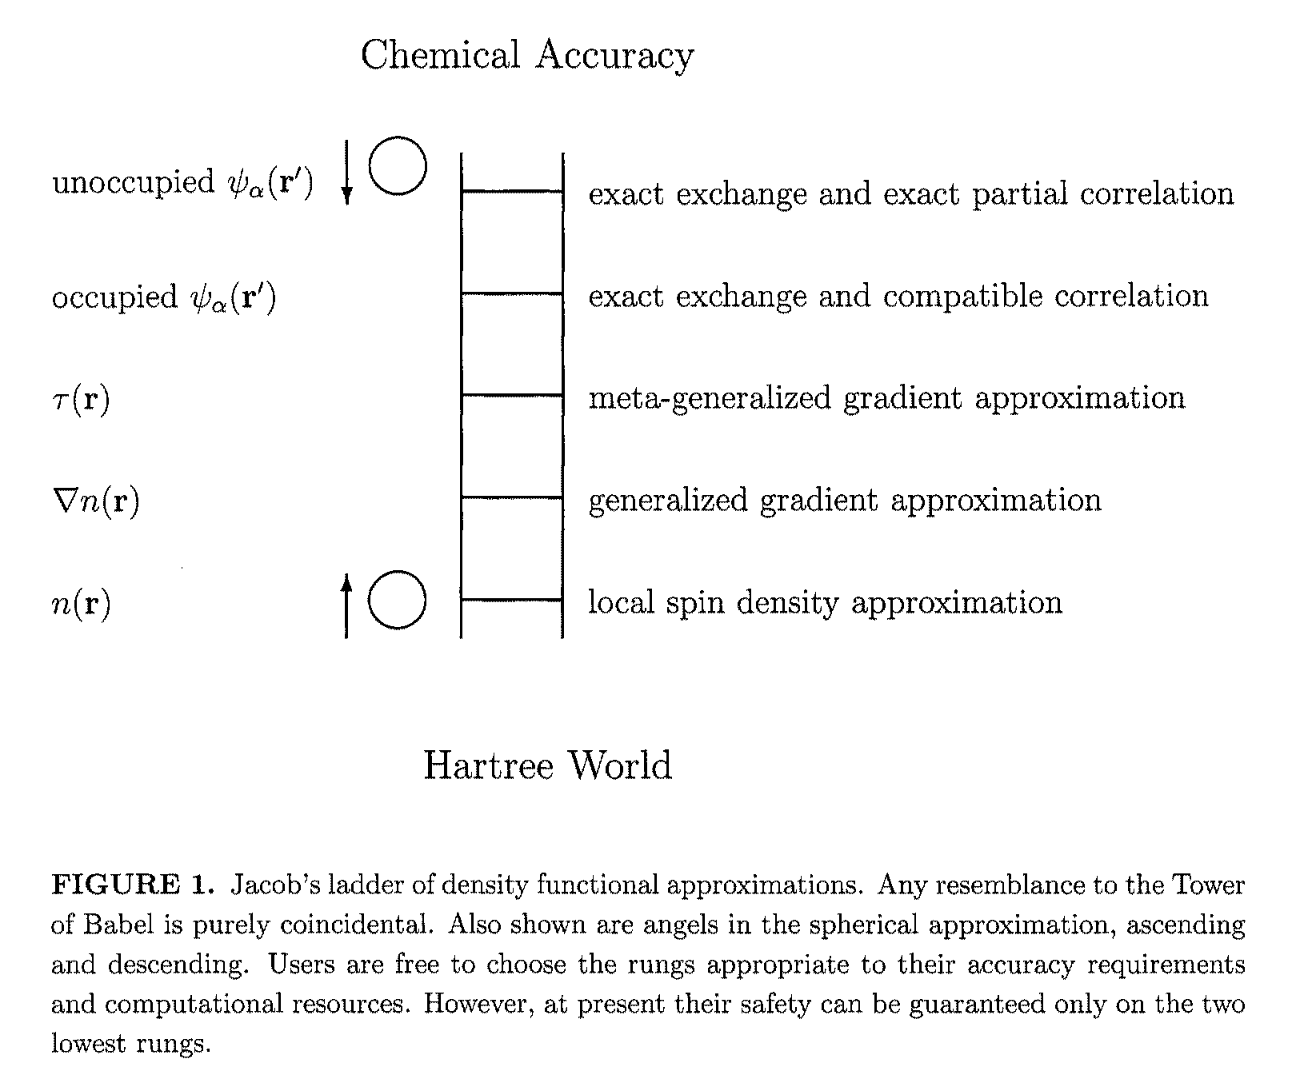 Chemical Accuracy
unoccupied ψα(r′) exact exchange and exact partial correlation
occupied ψα(r′) exact exchange and compatible correlation
τ(r) meta-generalized gradient approximation
∇n(r) generalized gradient approximation
n(r) local spin density approximation
Hartree World
FIGURE 1. Jacob's ladder of density functional approximations. Any resemblance to the Tower
of Babel is purely coincidental. Also shown are angels in the spherical approximation, ascending
and descending. Users are free to choose the rungs appropriate to their accuracy requirements
and computational resources. However, at present their safety can be guaranteed only on the two
lowest rungs.